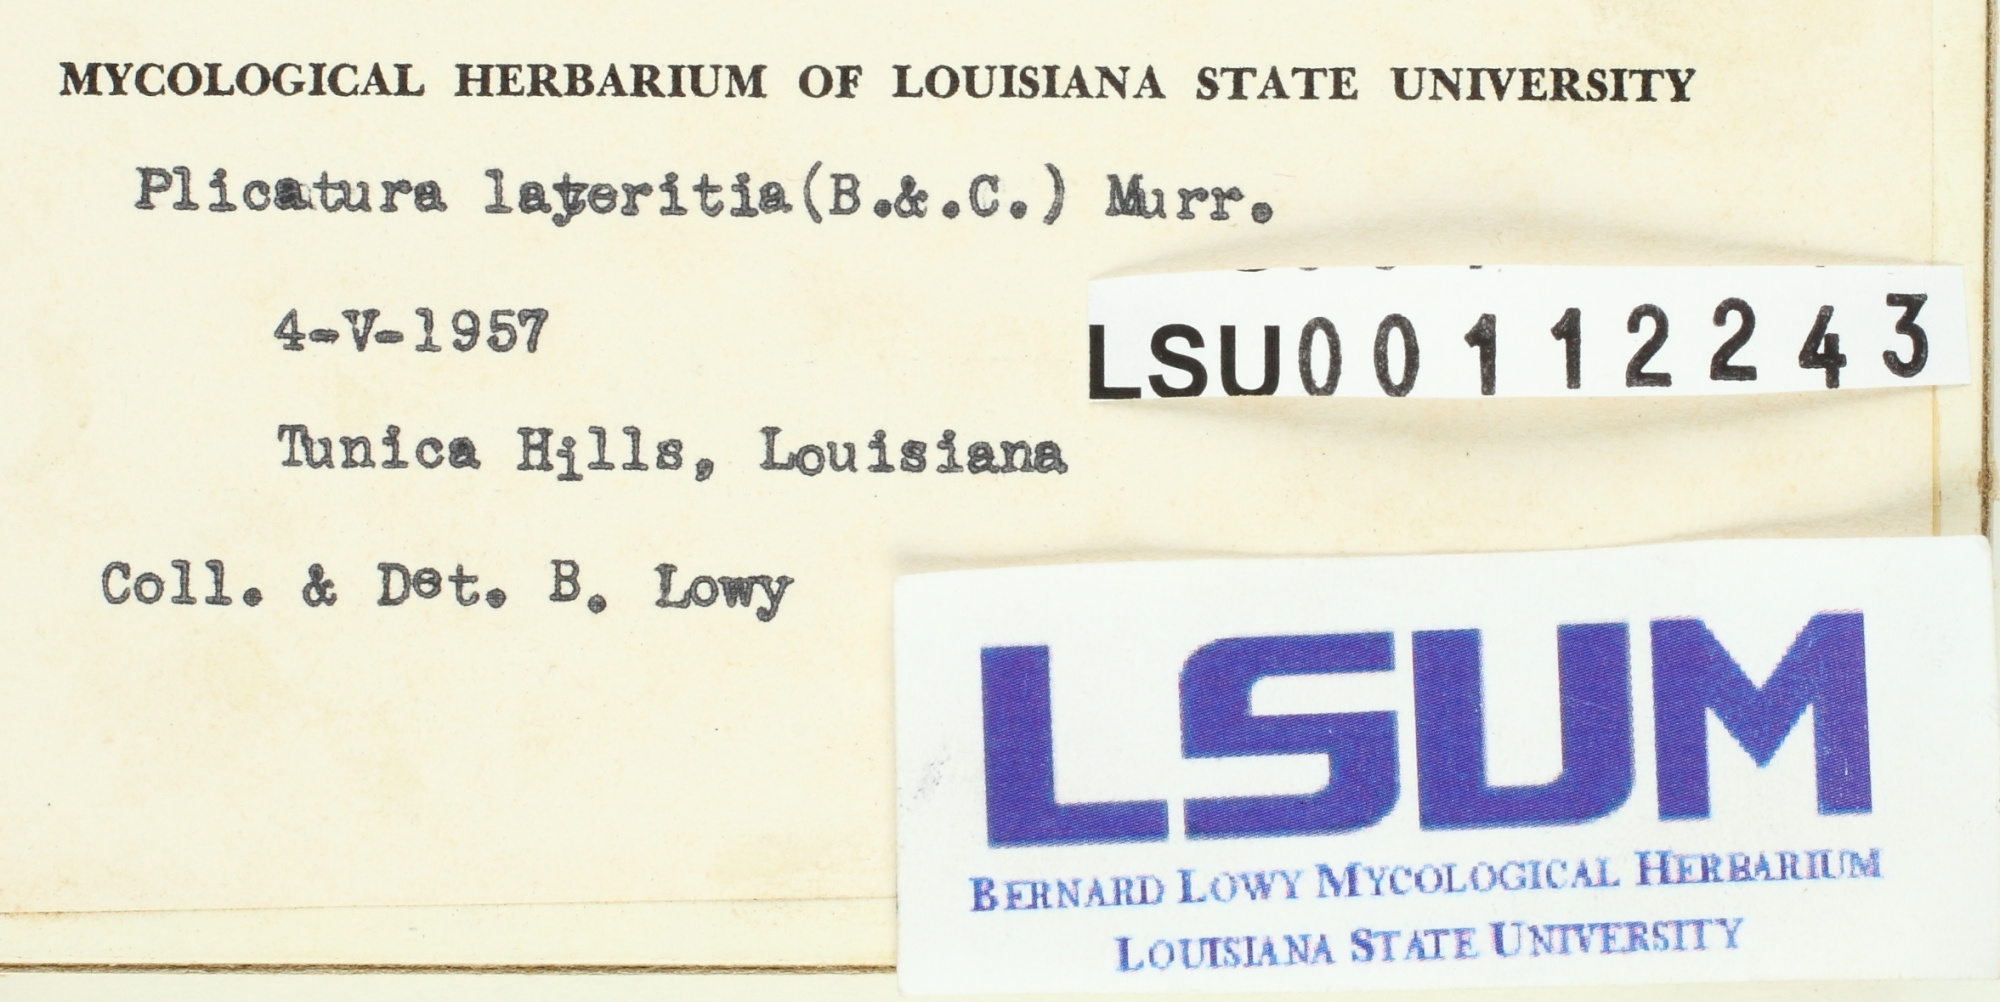 MYCOLOGICAL HERBARIUM OF LOUISIANA STATE UNIVERSITY
Plicatura lateritia(B.&.C.) Murr.
4-V-1957
LSU00112243
Tunica Hills, Louisiana
Coll. & Det. B. Lowy
LSUM
BERNARD LOWY MYCOLOGICAL HERBARIUM
LOUISIANA STATE UNIVERSITY